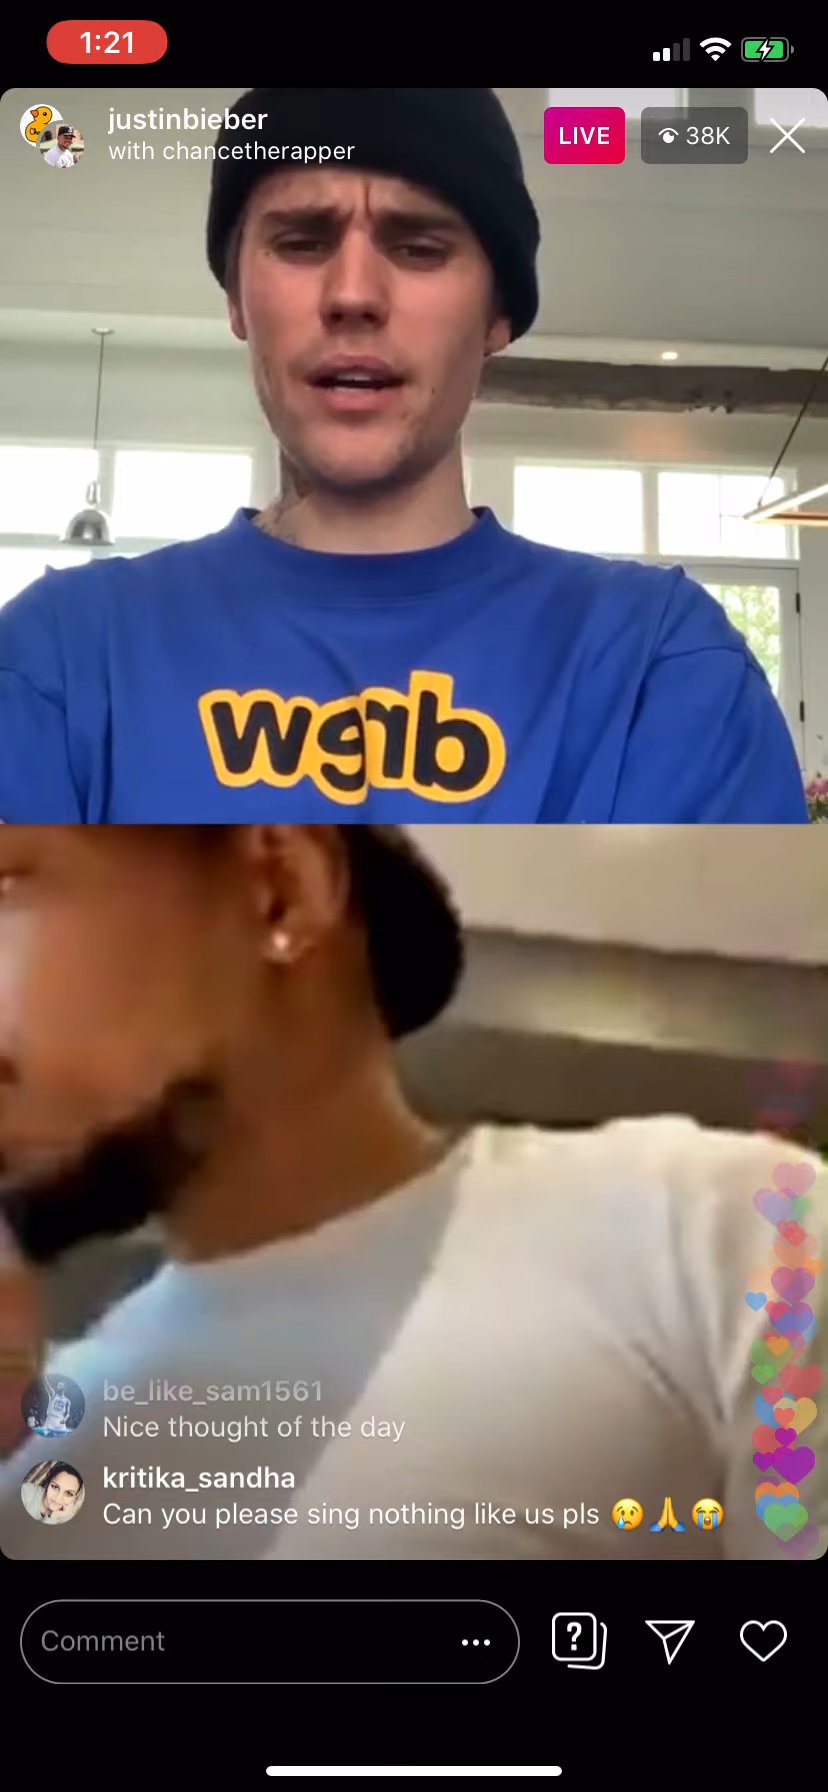 1:21
justinbieber
with chancetherapper
LIVE
38K
be_like_sam1561
Nice thought of the day
kritika_sandha
Can you please sing nothing like us pls 😢🙏😭
Comment
?